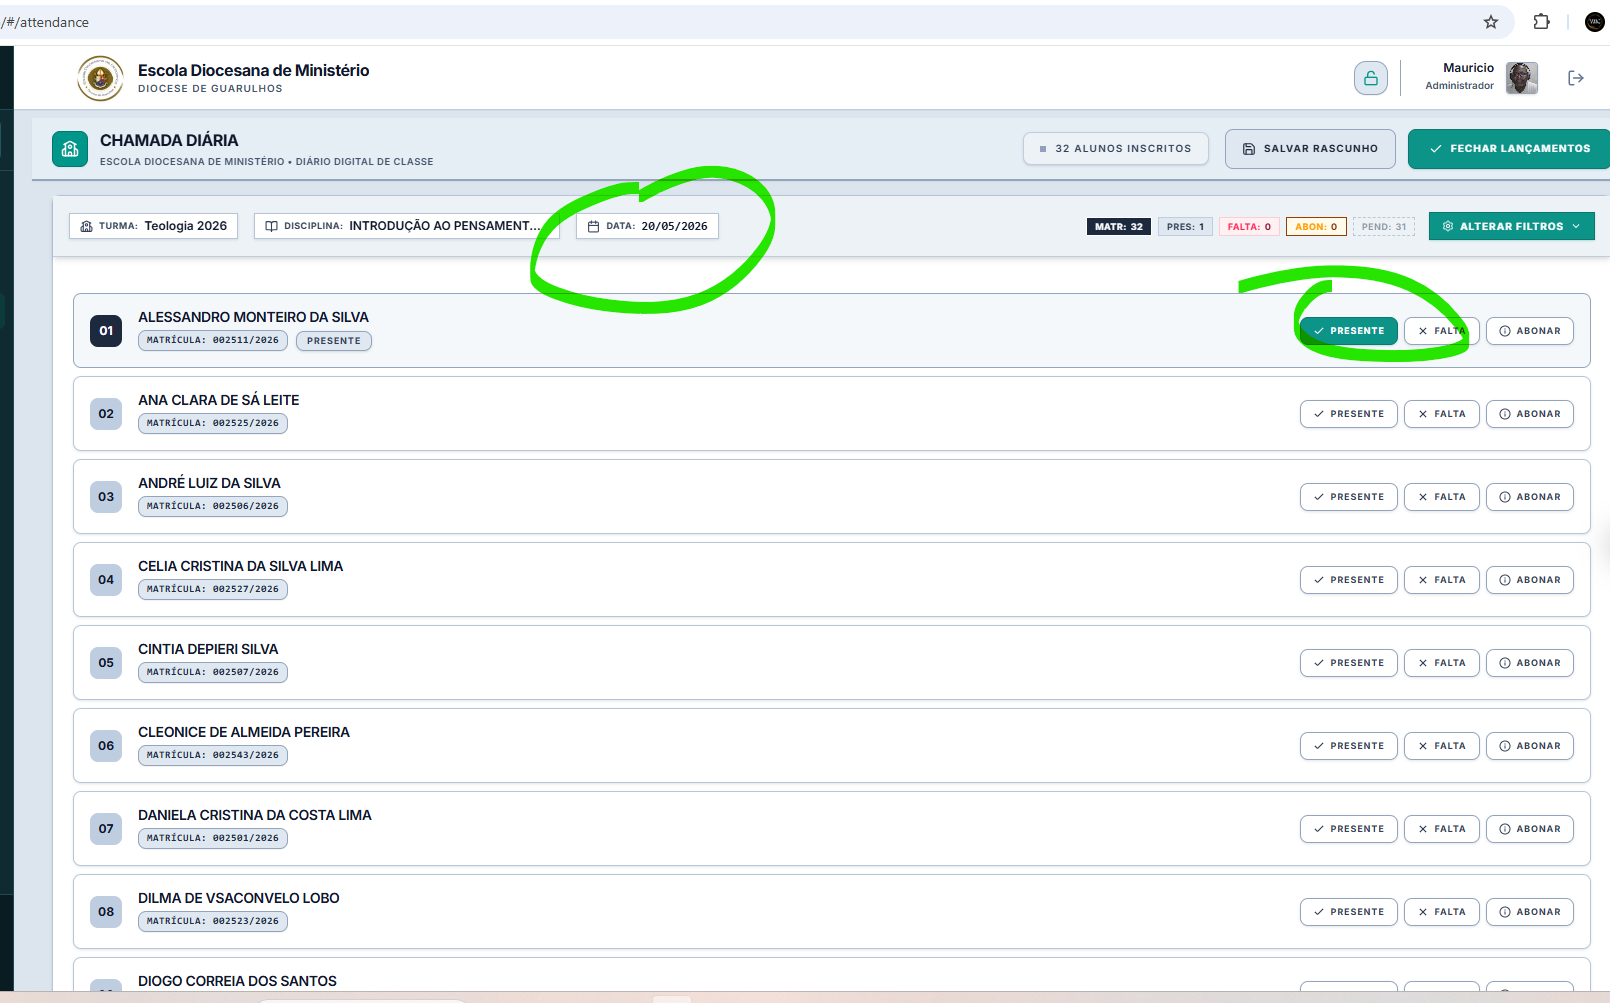 /#/attendance
Escola Diocesana de Ministério
DIOCESE DE GUARULHOS
Mauricio
Administrador
CHAMADA DIÁRIA
ESCOLA DIOCESANA DE MINISTÉRIO • DIÁRIO DIGITAL DE CLASSE
32 ALUNOS INSCRITOS
SALVAR RASCUNHO
FECHAR LANÇAMENTOS
TURMA: Teologia 2026
DISCIPLINA: INTRODUÇÃO AO PENSAMENT...
DATA: 20/05/2026
MATR: 32
PRES: 1
FALTA: 0
ABON: 0
PEND: 31
ALTERAR FILTROS
01
ALESSANDRO MONTEIRO DA SILVA
MATRÍCULA: 002511/2026
PRESENTE
PRESENTE
FALTA
ABONAR
02
ANA CLARA DE SÁ LEITE
MATRÍCULA: 002525/2026
PRESENTE
FALTA
ABONAR
03
ANDRÉ LUIZ DA SILVA
MATRÍCULA: 002506/2026
PRESENTE
FALTA
ABONAR
04
CELIA CRISTINA DA SILVA LIMA
MATRÍCULA: 002527/2026
PRESENTE
FALTA
ABONAR
05
CINTIA DEPIERI SILVA
MATRÍCULA: 002507/2026
PRESENTE
FALTA
ABONAR
06
CLEONICE DE ALMEIDA PEREIRA
MATRÍCULA: 002543/2026
PRESENTE
FALTA
ABONAR
07
DANIELA CRISTINA DA COSTA LIMA
MATRÍCULA: 002501/2026
PRESENTE
FALTA
ABONAR
08
DILMA DE VSACONVELO LOBO
MATRÍCULA: 002523/2026
PRESENTE
FALTA
ABONAR
DIOGO CORREIA DOS SANTOS